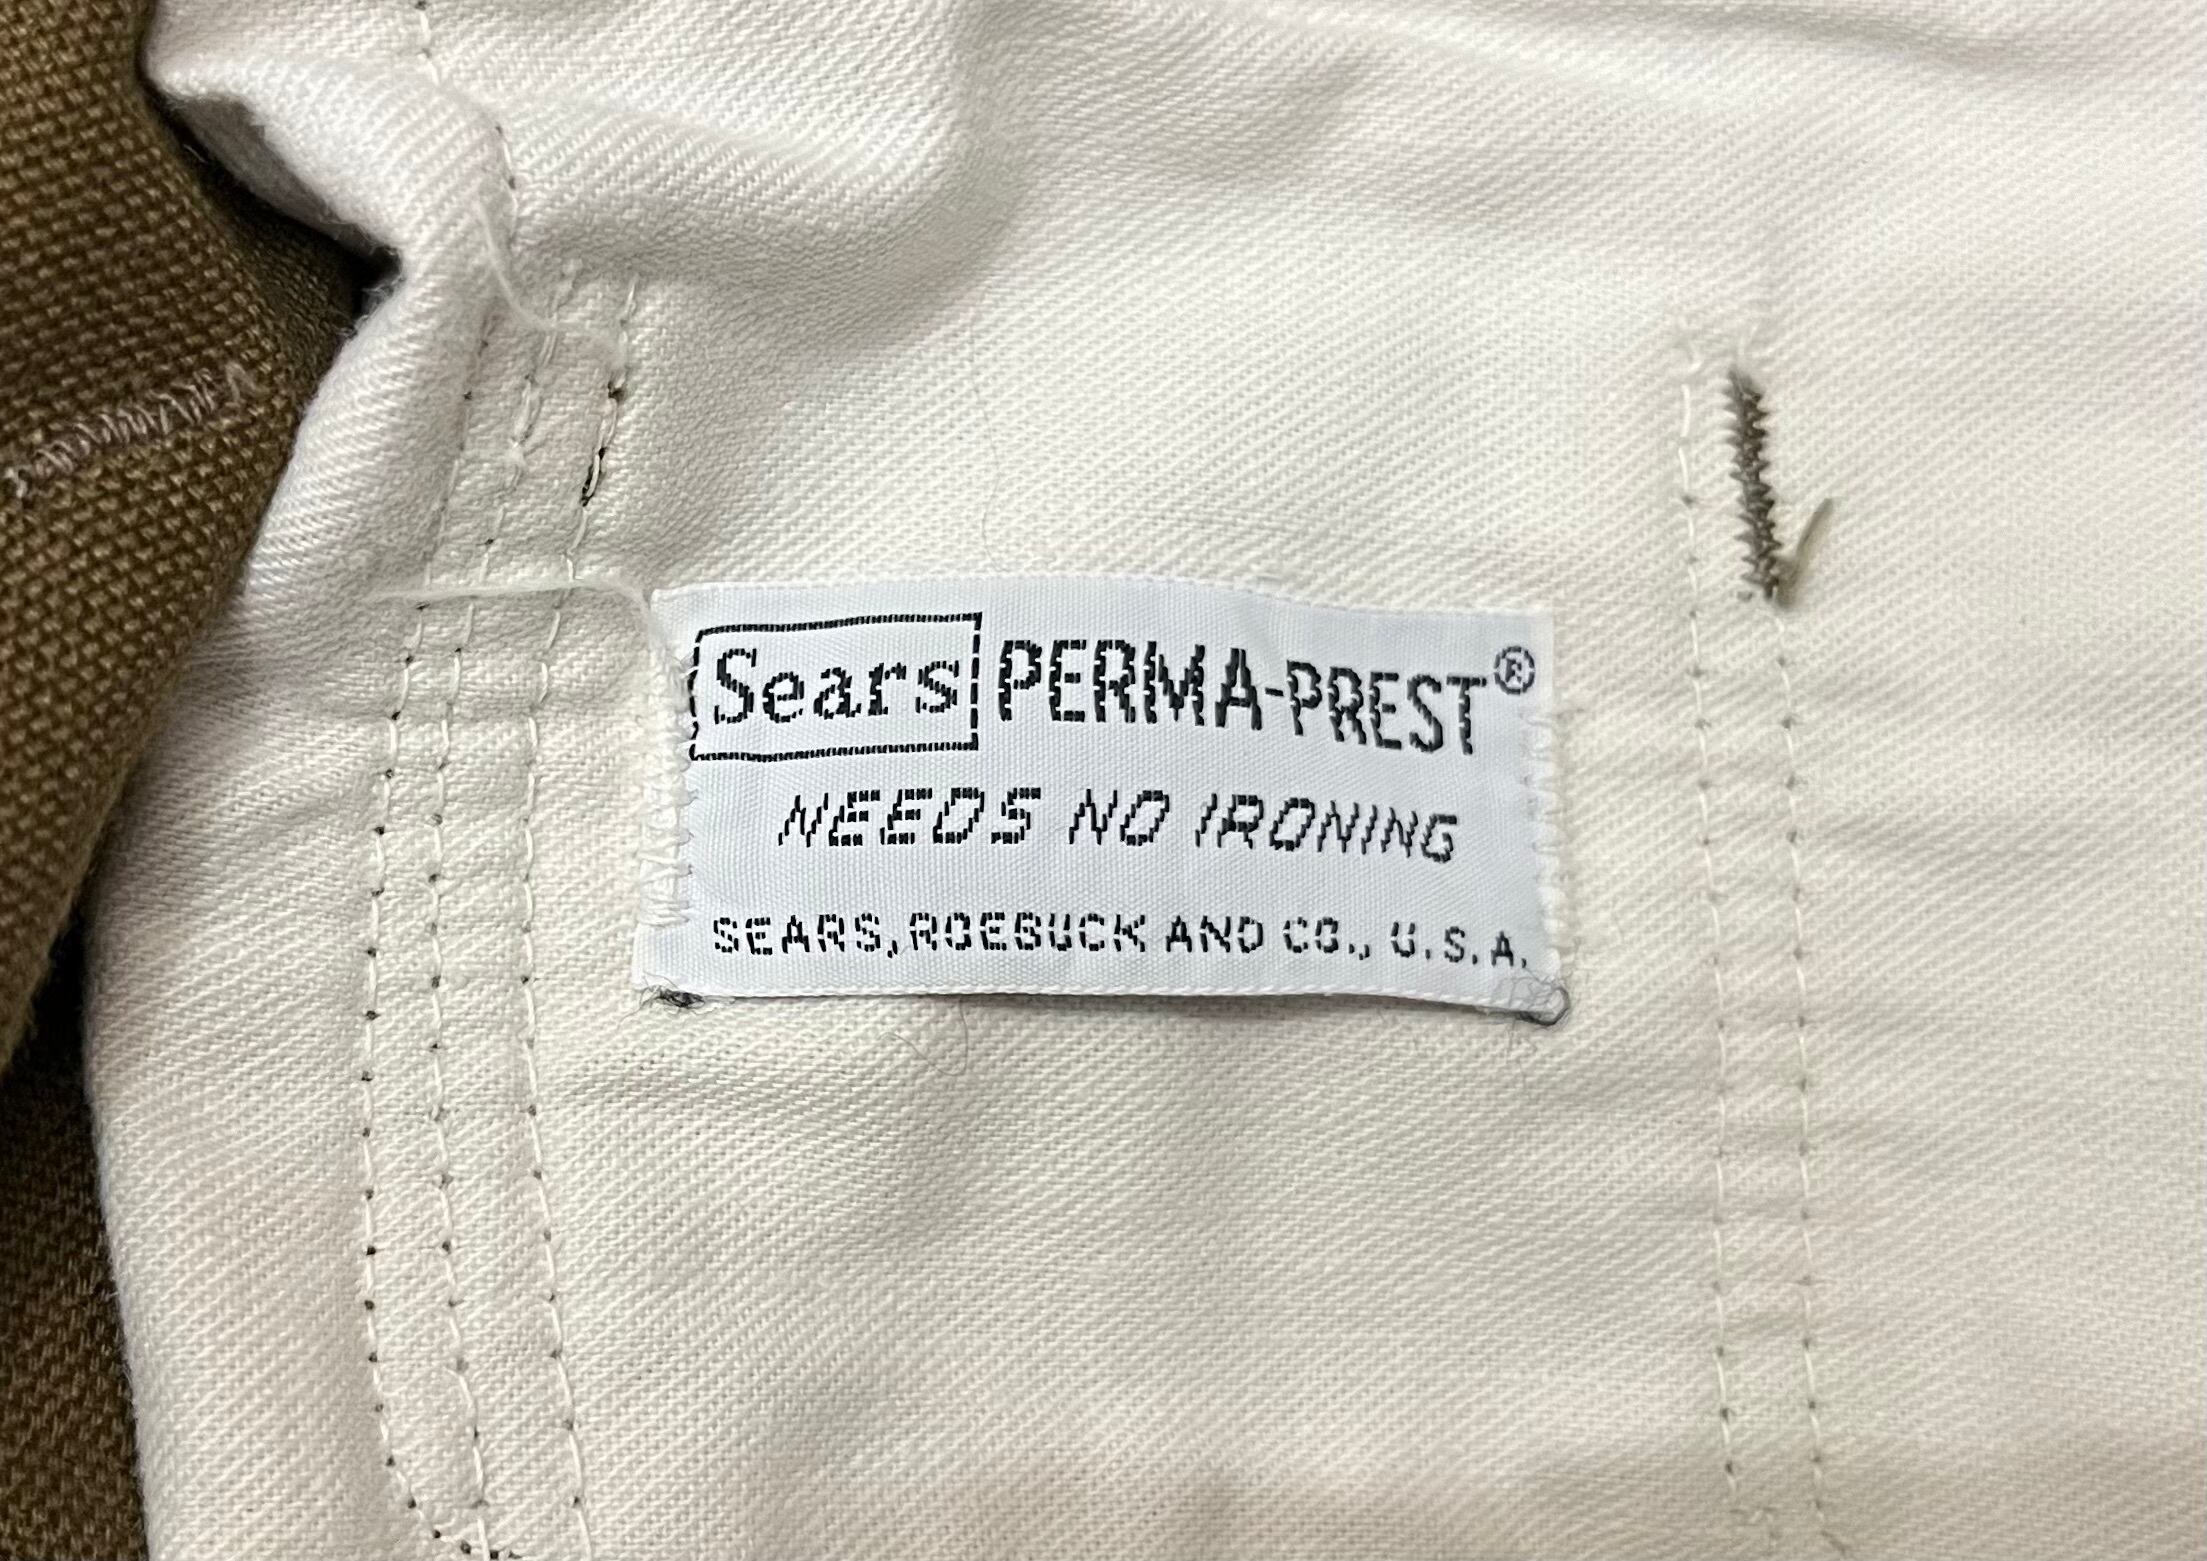 Sears PERMA-PREST®
NEEDS NO IRONING
SEARS, ROEBUCK AND CO., U.S.A.